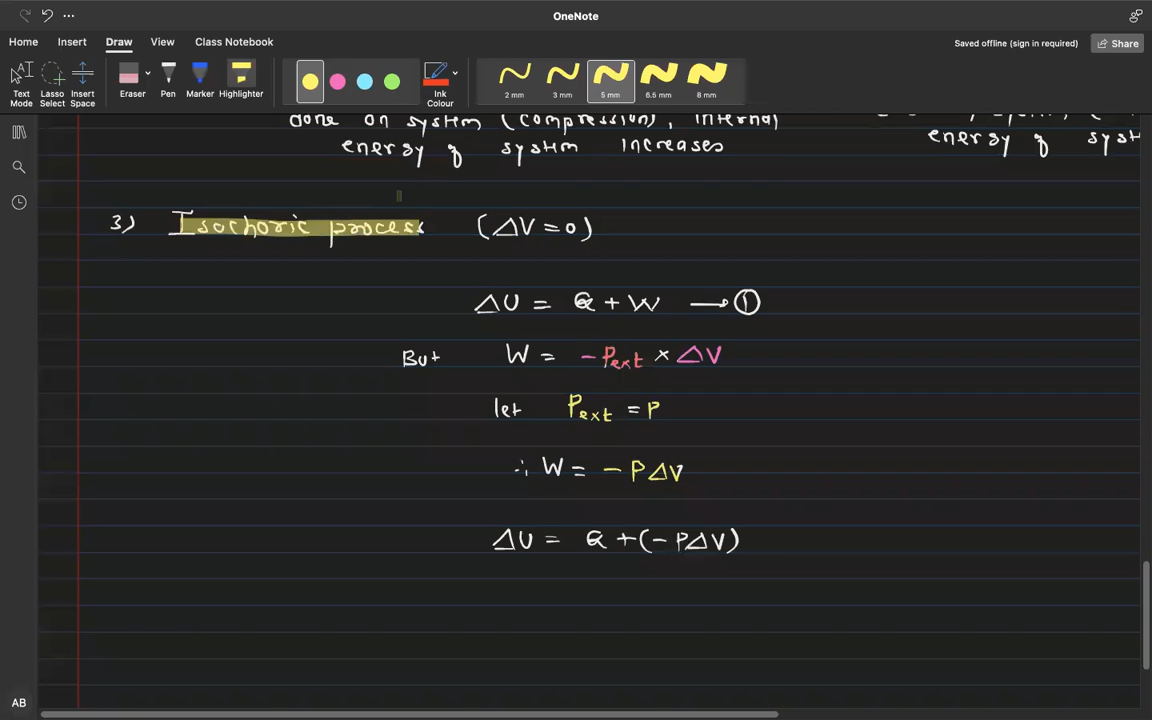 OneNote
Home Insert Draw View Class Notebook
Saved offline (sign in required) Share
Text Mode Lasso Select Insert Space Eraser Pen Marker Highlighter Ink Colour 2 mm 3 mm 5 mm 6.5 mm 8 mm
done on system (compression), internal
energy of system increases energy of syst
3) Isochoric process (ΔV = 0)
ΔU = Q + W → ①
But W = - Pext × ΔV
let Pext = P
∴ W = - PΔV
ΔU = Q + (- PΔV)
AB